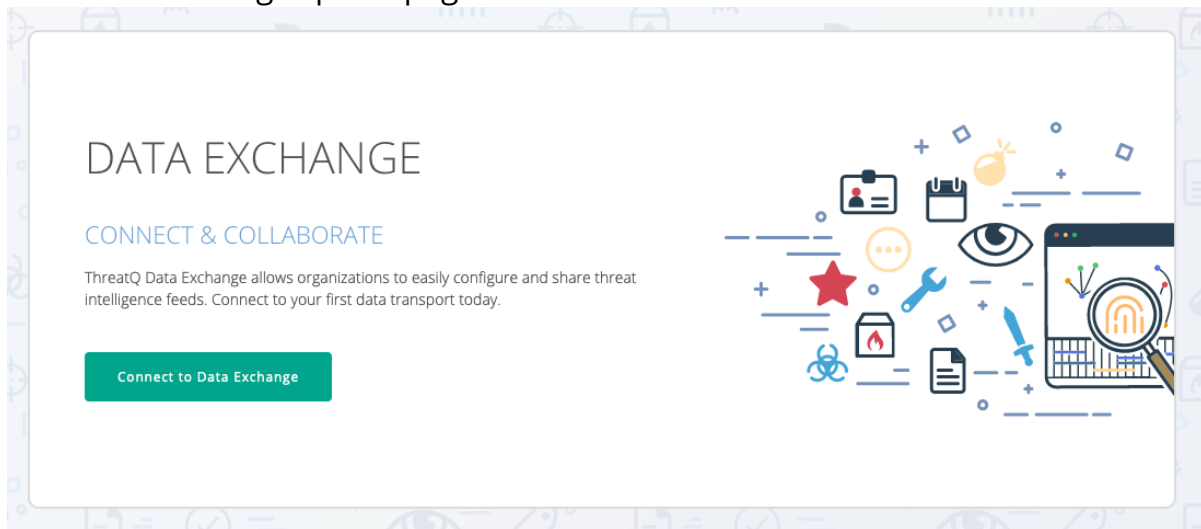 DATA EXCHANGE
CONNECT & COLLABORATE
ThreatQ Data Exchange allows organizations to easily configure and share threat
intelligence feeds. Connect to your first data transport today.
Connect to Data Exchange